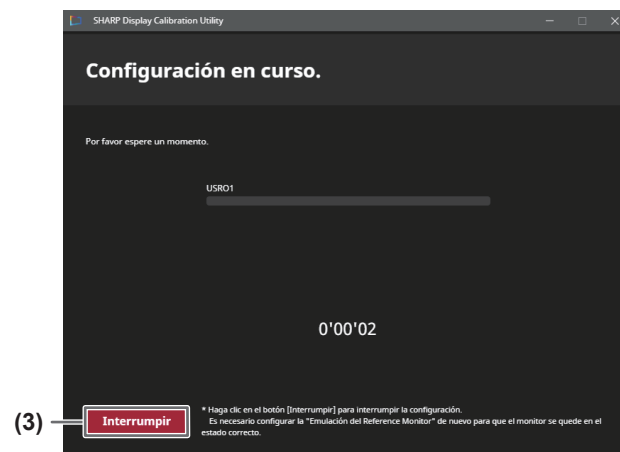 SHARP Display Calibration Utility
Configuración en curso.
Por favor espere un momento.
USRO1
0'00'02
(3)
Interrumpir
* Haga clic en el botón [Interrumpir] para interrumpir la configuración.
Es necesario configurar la "Emulación del Reference Monitor" de nuevo para que el monitor se quede en el
estado correcto.